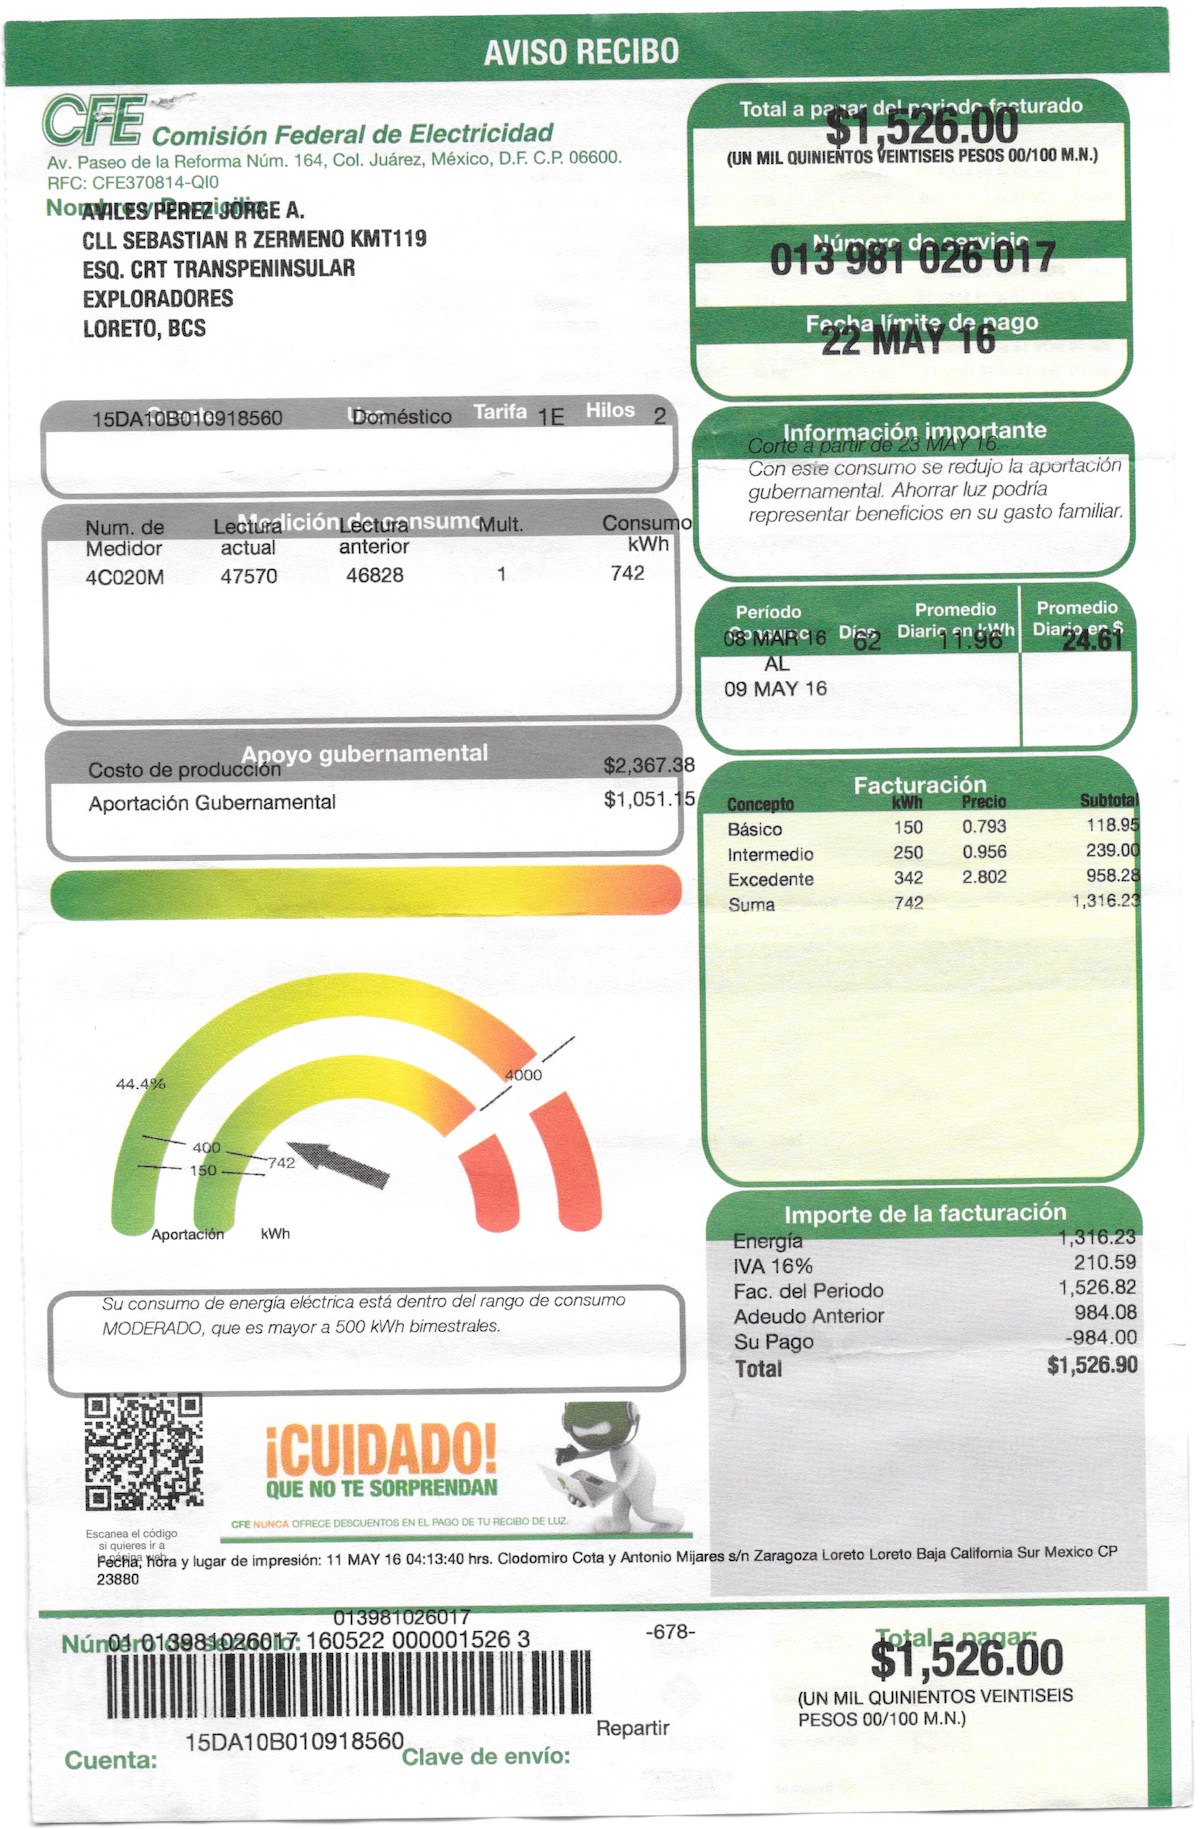 AVISO RECIBO
CFE Comisión Federal de Electricidad
Av. Paseo de la Reforma Núm. 164, Col. Juárez, México, D.F. C.P. 06600.
RFC: CFE370814-QI0
Nombre y Domicilio
AVILES PEREZ JORGE A.
CLL SEBASTIAN R ZERMENO KMT119
ESQ. CRT TRANSPENINSULAR
EXPLORADORES
LORETO, BCS
Total a pagar del periodo facturado
$1,526.00
(UN MIL QUINIENTOS VEINTISEIS PESOS 00/100 M.N.)
Número de servicio
013 981 026 017
Fecha límite de pago
22 MAY 16
Cuenta Uso Tarifa Hilos
15DA10B010918560 Doméstico 1E 2
Información importante
Corte a partir de 23 MAY 16.
Con este consumo se redujo la aportación
gubernamental. Ahorrar luz podría
representar beneficios en su gasto familiar.
Medición de consumo
Num. de Lectura Lectura Mult. Consumo
Medidor actual anterior kWh
4C020M 47570 46828 1 742
Período Promedio Promedio
Consumo Días Diario en kWh Diario en $
08 MAR 16 62 11.96 24.61
AL
09 MAY 16
Apoyo gubernamental
Costo de producción $2,367.38
Aportación Gubernamental $1,051.15
Facturación
Concepto kWh Precio Subtotal
Básico 150 0.793 118.95
Intermedio 250 0.956 239.00
Excedente 342 2.802 958.28
Suma 742 1,316.23
44.4%
4000
400
742
150
Aportación kWh
Su consumo de energía eléctrica está dentro del rango de consumo
MODERADO, que es mayor a 500 kWh bimestrales.
Importe de la facturación
Energía 1,316.23
IVA 16% 210.59
Fac. del Periodo 1,526.82
Adeudo Anterior 984.08
Su Pago -984.00
Total $1,526.90
¡CUIDADO!
QUE NO TE SORPRENDAN
CFE NUNCA OFRECE DESCUENTOS EN EL PAGO DE TU RECIBO DE LUZ.
Escanea el código
si quieres ir a
la página web
Fecha, hora y lugar de impresión: 11 MAY 16 04:13:40 hrs. Clodomiro Cota y Antonio Mijares s/n Zaragoza Loreto Loreto Baja California Sur Mexico CP
23880
013981026017
Número de servicio:
01 013981026017 160522 000001526 3
-678-
Total a pagar:
$1,526.00
(UN MIL QUINIENTOS VEINTISEIS
PESOS 00/100 M.N.)
Repartir
15DA10B010918560
Cuenta: Clave de envío: